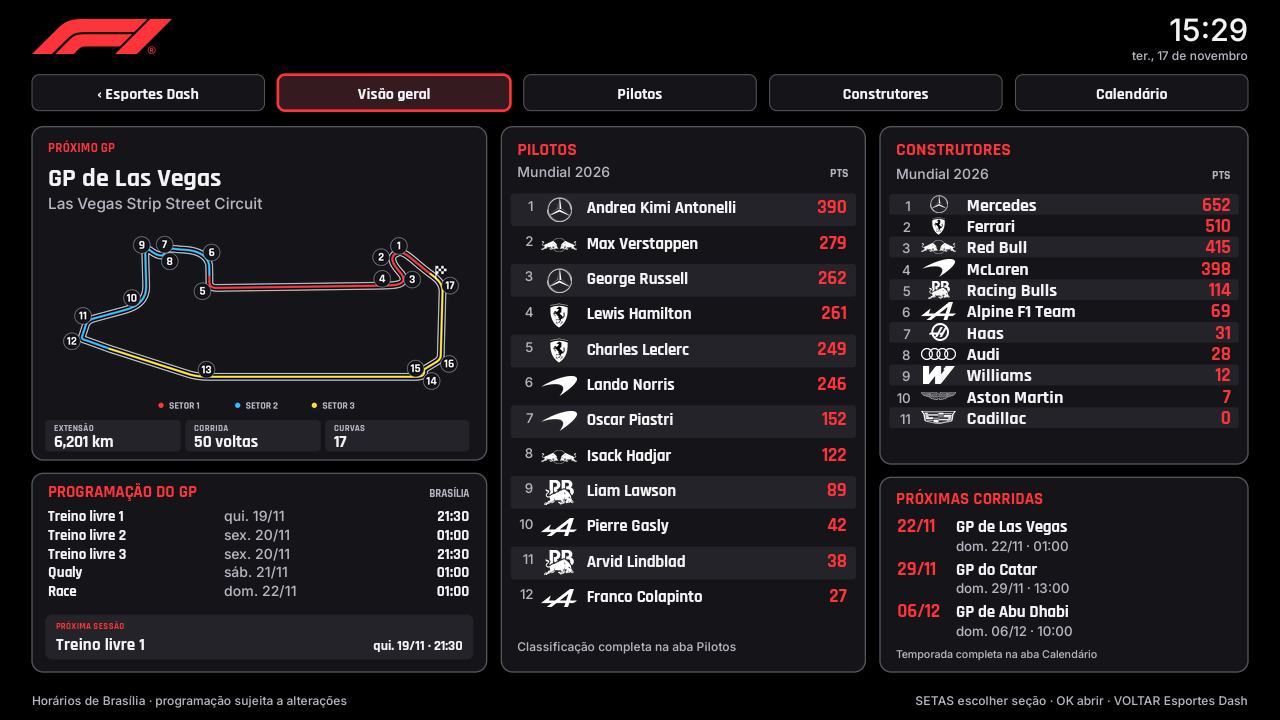 15:29
ter., 17 de novembro
‹ Esportes Dash
Visão geral
Pilotos
Construtores
Calendário
PRÓXIMO GP
GP de Las Vegas
Las Vegas Strip Street Circuit
1
2
3
4
5
6
7
8
9
10
11
12
13
14
15
16
17
SETOR 1
SETOR 2
SETOR 3
EXTENSÃO
6,201 km
CORRIDA
50 voltas
CURVAS
17
PROGRAMAÇÃO DO GP
BRASÍLIA
Treino livre 1 qui. 19/11 21:30
Treino livre 2 sex. 20/11 01:00
Treino livre 3 sex. 20/11 21:30
Qualy sáb. 21/11 01:00
Race dom. 22/11 01:00
PRÓXIMA SESSÃO
Treino livre 1 qui. 19/11 · 21:30
PILOTOS
Mundial 2026 PTS
1 Andrea Kimi Antonelli 390
2 Max Verstappen 279
3 George Russell 262
4 Lewis Hamilton 261
5 Charles Leclerc 249
6 Lando Norris 246
7 Oscar Piastri 152
8 Isack Hadjar 122
9 Liam Lawson 89
10 Pierre Gasly 42
11 Arvid Lindblad 38
12 Franco Colapinto 27
Classificação completa na aba Pilotos
CONSTRUTORES
Mundial 2026 PTS
1 Mercedes 652
2 Ferrari 510
3 Red Bull 415
4 McLaren 398
5 Racing Bulls 114
6 Alpine F1 Team 69
7 Haas 31
8 Audi 28
9 Williams 12
10 Aston Martin 7
11 Cadillac 0
PRÓXIMAS CORRIDAS
22/11 GP de Las Vegas
dom. 22/11 · 01:00
29/11 GP do Catar
dom. 29/11 · 13:00
06/12 GP de Abu Dhabi
dom. 06/12 · 10:00
Temporada completa na aba Calendário
Horários de Brasília · programação sujeita a alterações
SETAS escolher seção · OK abrir · VOLTAR Esportes Dash